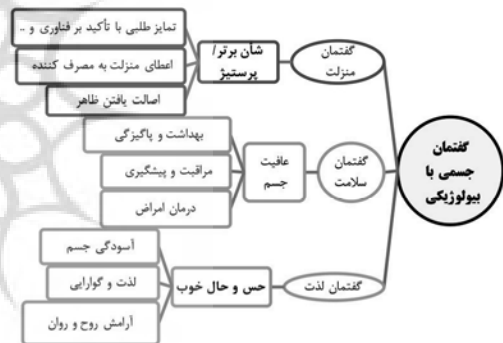 گفتمان
جسمی با
بیولوژیکی
گفتمان
منزلت
شأن برتر/
پرستیژ
تمایز طلبی با تأکید بر فناوری و ..
اعطای منزلت به مصرف کننده
اصالت یافتن ظاهر
گفتمان
سلامت
عافیت
جسم
بهداشت و پاگیزگی
مراقبت و پیشگیری
درمان امراض
گفتمان لذت
حس و حال خوب
آسودگی جسم
لذت و گوارایی
آرامش روح و روان